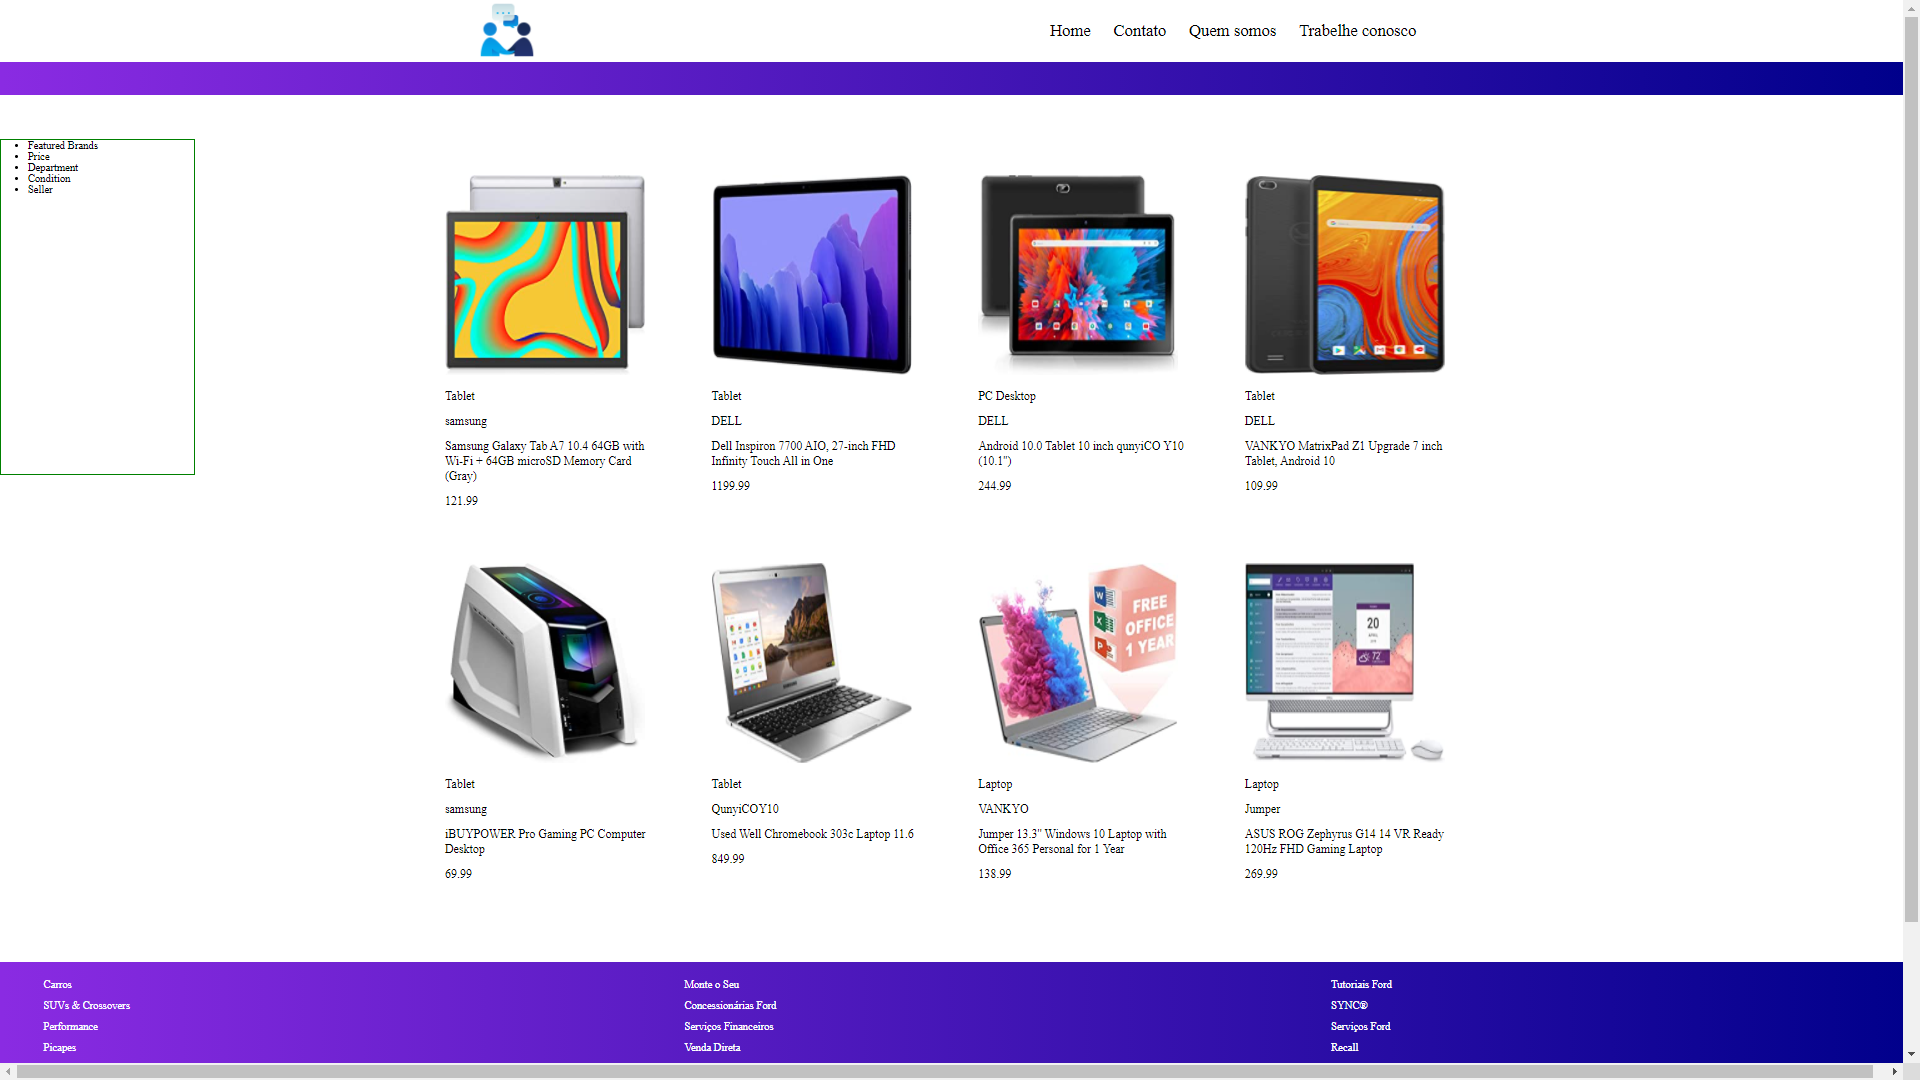 Home Contato Quem somos Trabelhe conosco
Featured Brands
Price
Department
Condition
Seller
Tablet
samsung
Samsung Galaxy Tab A7 10.4 64GB with
Wi-Fi + 64GB microSD Memory Card
(Gray)
121.99
Tablet
DELL
Dell Inspiron 7700 AIO, 27-inch FHD
Infinity Touch All in One
1199.99
PC Desktop
DELL
Android 10.0 Tablet 10 inch qunyiCO Y10
(10.1")
244.99
Tablet
DELL
VANKYO MatrixPad Z1 Upgrade 7 inch
Tablet, Android 10
109.99
FREE
OFFICE
1 YEAR
W
X
P
20
APRIL
72°
Tablet
samsung
iBUYPOWER Pro Gaming PC Computer
Desktop
69.99
Tablet
QunyiCOY10
Used Well Chromebook 303c Laptop 11.6
849.99
Laptop
VANKYO
Jumper 13.3" Windows 10 Laptop with
Office 365 Personal for 1 Year
138.99
Laptop
Jumper
ASUS ROG Zephyrus G14 14 VR Ready
120Hz FHD Gaming Laptop
269.99
Carros
SUVs & Crossovers
Performance
Picapes
Monte o Seu
Concessionárias Ford
Serviços Financeiros
Venda Direta
Tutoriais Ford
SYNC®
Serviços Ford
Recall